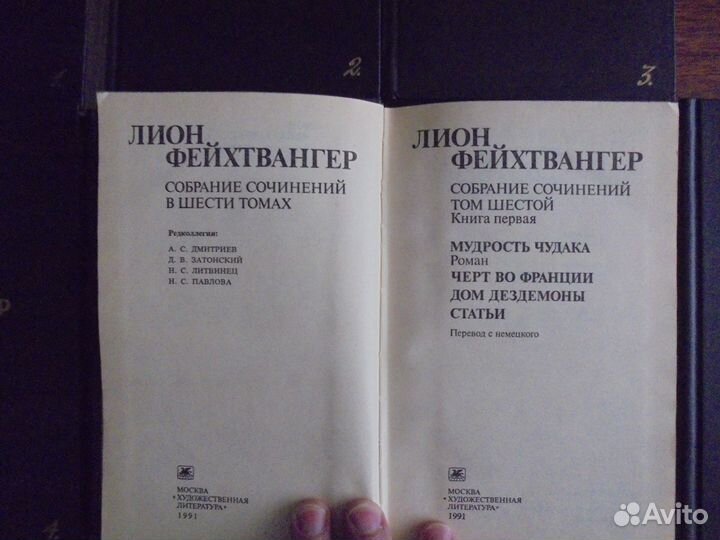 2.
3.
ЛИОН
ФЕЙХТВАНГЕР
СОБРАНИЕ СОЧИНЕНИЙ
В ШЕСТИ ТОМАХ
Редколлегия:
А. С. ДМИТРИЕВ
Д. В. ЗАТОНСКИЙ
Н. С. ЛИТВИНЕЦ
Н. С. ПАВЛОВА
МОСКВА
«ХУДОЖЕСТВЕННАЯ
ЛИТЕРАТУРА»
1991
ЛИОН
ФЕЙХТВАНГЕР
СОБРАНИЕ СОЧИНЕНИЙ
ТОМ ШЕСТОЙ
Книга первая
МУДРОСТЬ ЧУДАКА
Роман
ЧЕРТ ВО ФРАНЦИИ
ДОМ ДЕЗДЕМОНЫ
СТАТЬИ
Перевод с немецкого
МОСКВА
«ХУДОЖЕСТВЕННАЯ
ЛИТЕРАТУРА»
1991
Avito